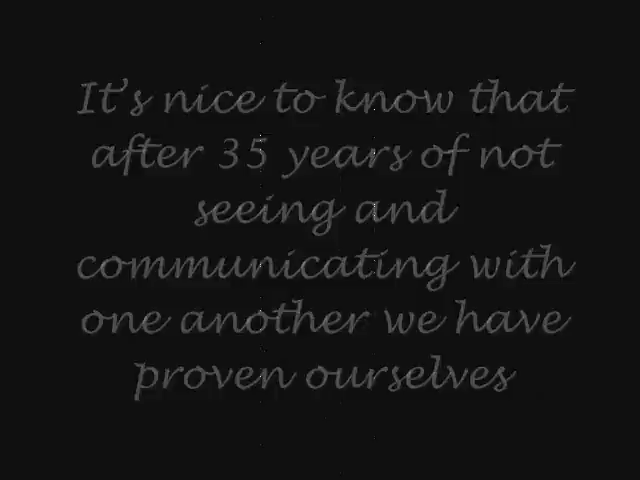 It's nice to know that
after 35 years of not
seeing and
communicating with
one another we have
proven ourselves